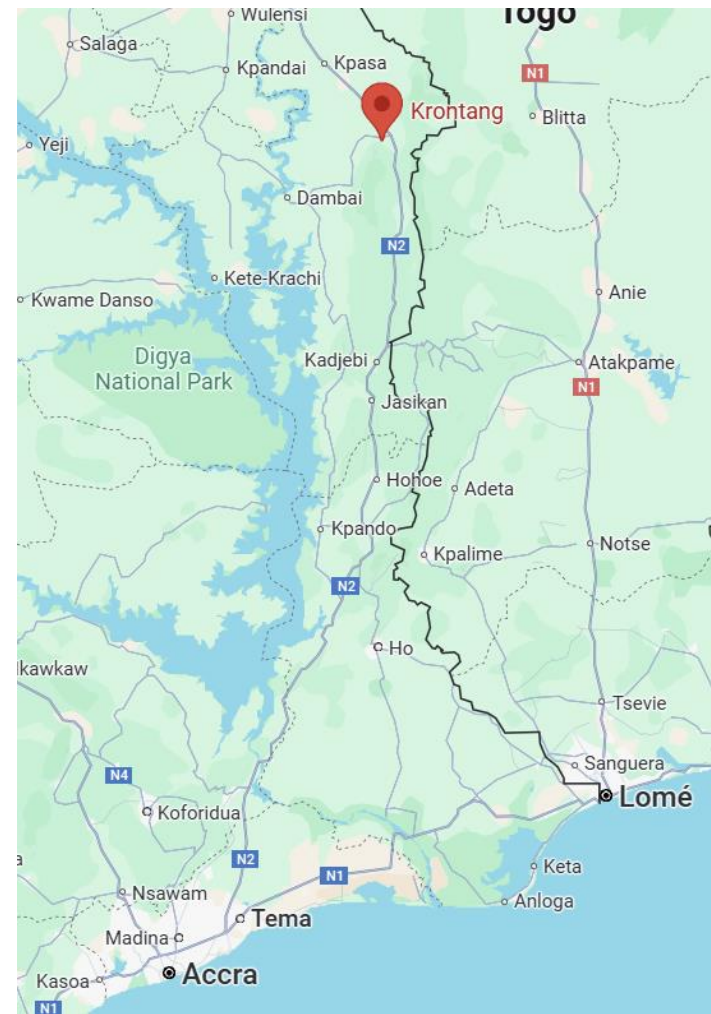 Togo
Wulensi
Salaga
Kpasa
Kpandai
N1
Krontang
Blitta
Yeji
Dambai
N2
Kete-Krachi
Anie
Kwame Danso
Digya
National Park
Kadjebi
Atakpame
N1
Jasikan
Hohoe
Adeta
Kpando
Notse
Kpalime
N2
Ho
kawkaw
Tsevie
Sanguera
N4
Lomé
Koforidua
N2
Keta
N1
Nsawam
Anloga
Tema
Madina
Accra
Kasoa
N1